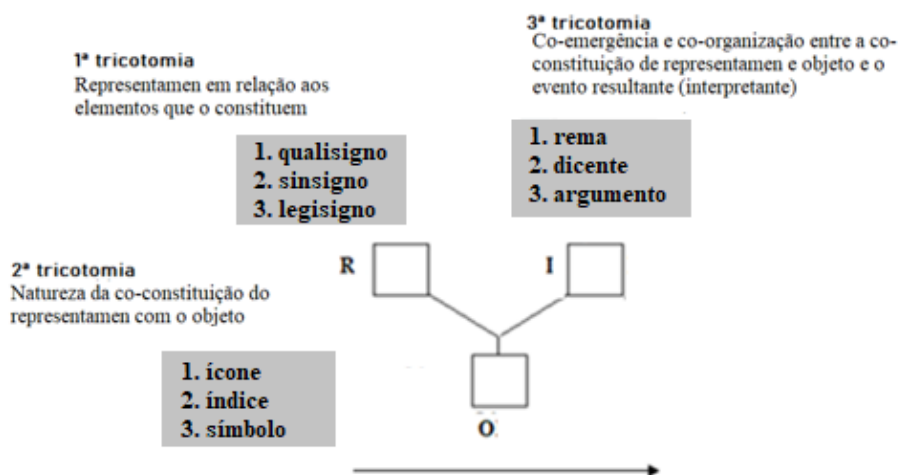 1ª tricotomia
Representamen em relação aos
elementos que o constituem
1. qualisigno
2. sinsigno
3. legisigno
3ª tricotomia
Co-emergência e co-organização entre a co-
constituição de representamen e objeto e o
evento resultante (interpretante)
1. rema
2. dicente
3. argumento
2ª tricotomia
Natureza da co-constituição do
representamen com o objeto
1. ícone
2. índice
3. símbolo
R
I
O